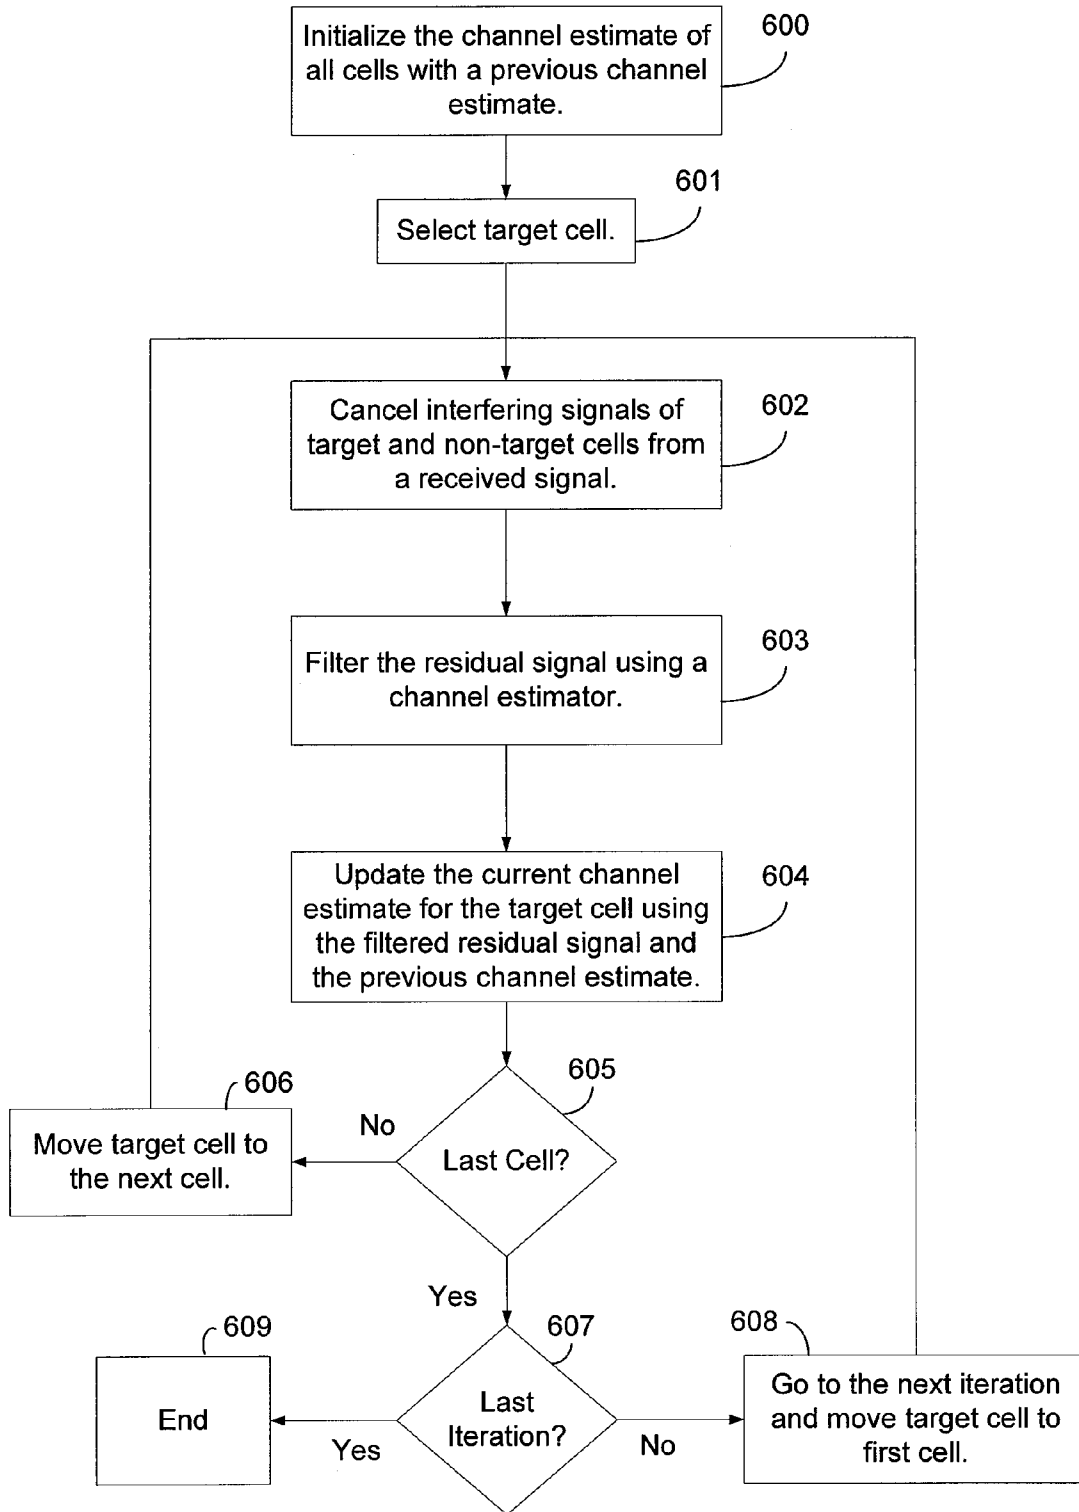 Initialize the channel estimate of
all cells with a previous channel
estimate.
600
Select target cell.
601
Cancel interfering signals of
target and non-target cells from
a received signal.
602
Filter the residual signal using a
channel estimator.
603
Update the current channel
estimate for the target cell using
the filtered residual signal and
the previous channel estimate.
604
Last Cell?
605
No
Move target cell to
the next cell.
606
Yes
Last
Iteration?
607
Yes
End
609
No
Go to the next iteration
and move target cell to
first cell.
608